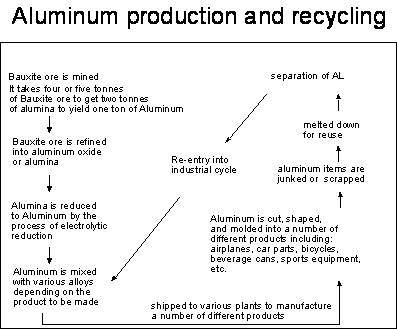 Aluminum production and recycling
Bauxite ore is mined
It takes four or five tonnes
of Bauxite ore to get two tonnes
of alumina to yield one ton of Aluminum
Bauxite ore is refined
into aluminum oxide
or alumina
Alumina is reduced
to Aluminum by the
process of electrolytic
reduction
Aluminum is mixed
with various alloys
depending on the
product to be made
shipped to various plants to manufacture
a number of different products
Aluminum is cut, shaped,
and molded into a number of
different products including:
airplanes, car parts, bicycles,
beverage cans, sports equipment,
etc.
aluminum items are
junked or scrapped
melted down
for reuse
separation of AL
Re-entry into
industrial cycle